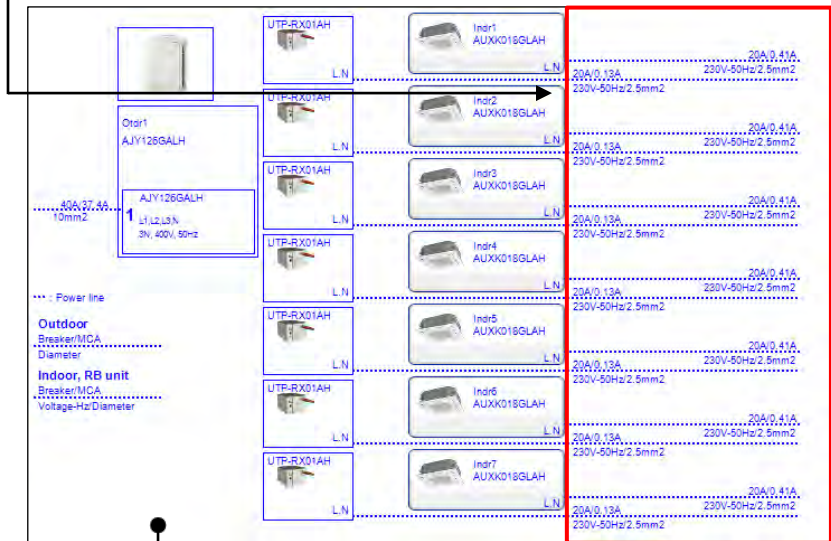 UTP-RX01AH
L.N
Indr1
AUXK018GLAH
L.N
20A/0.41A
230V-50Hz/2.5mm2
20A/0.13A
230V-50Hz/2.5mm2
UTP-RX01AH
L.N
Indr2
AUXK018GLAH
L.N
20A/0.41A
230V-50Hz/2.5mm2
20A/0.13A
230V-50Hz/2.5mm2
Otdr1
AJY126GALH
UTP-RX01AH
L.N
Indr3
AUXK018GLAH
L.N
20A/0.41A
230V-50Hz/2.5mm2
20A/0.13A
230V-50Hz/2.5mm2
40A/37.4A
10mm2
AJY126GALH
1
L1,L2,L3,N
3N, 400V, 50Hz
UTP-RX01AH
L.N
Indr4
AUXK018GLAH
L.N
20A/0.41A
230V-50Hz/2.5mm2
20A/0.13A
230V-50Hz/2.5mm2
: Power line
Outdoor
Breaker/MCA
Diameter
Indoor, RB unit
Breaker/MCA
Voltage-Hz/Diameter
UTP-RX01AH
L.N
Indr5
AUXK018GLAH
L.N
20A/0.41A
230V-50Hz/2.5mm2
20A/0.13A
230V-50Hz/2.5mm2
UTP-RX01AH
L.N
Indr6
AUXK018GLAH
L.N
20A/0.41A
230V-50Hz/2.5mm2
20A/0.13A
230V-50Hz/2.5mm2
UTP-RX01AH
L.N
Indr7
AUXK018GLAH
L.N
20A/0.41A
230V-50Hz/2.5mm2
20A/0.13A
230V-50Hz/2.5mm2